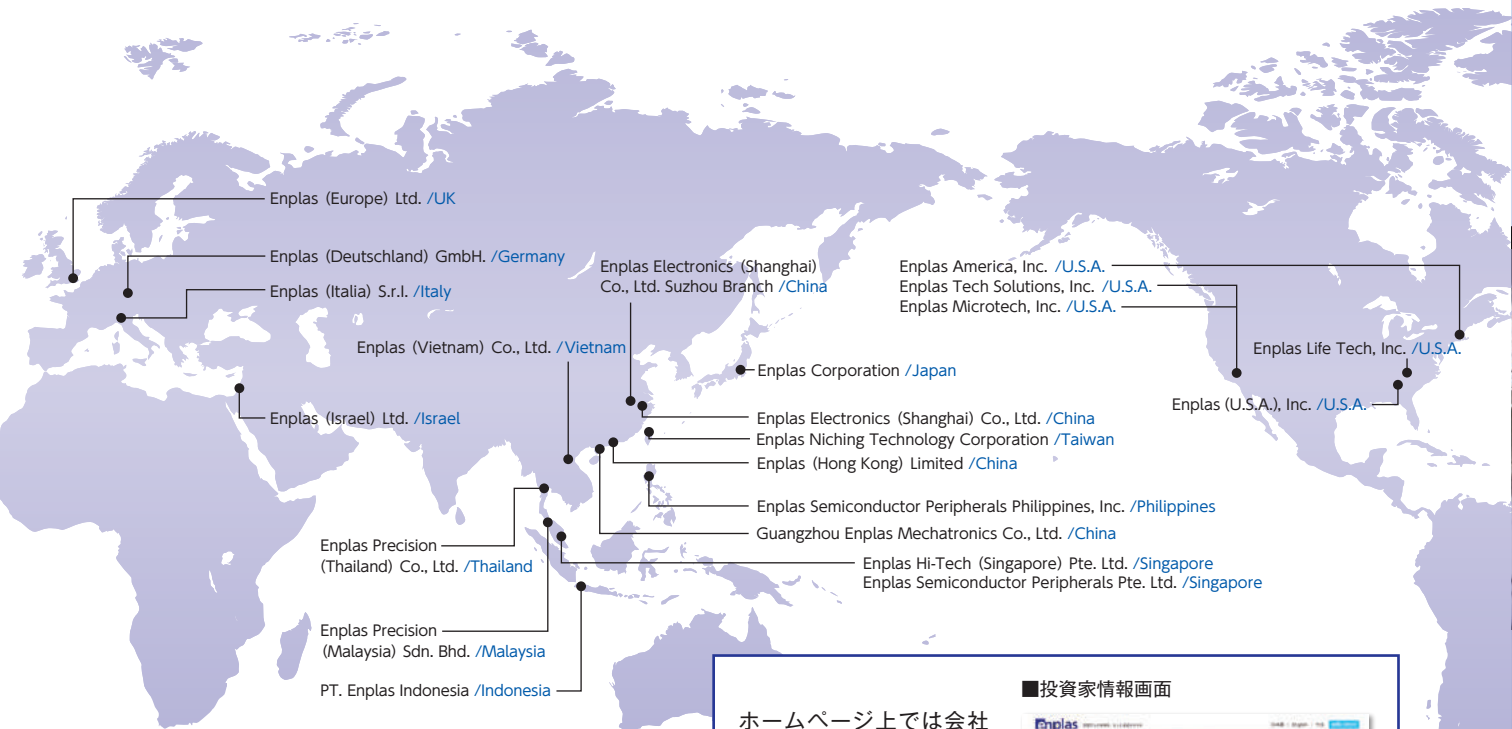 Enplas (Europe) Ltd. /UK
Enplas (Deutschland) GmbH. /Germany
Enplas (Italia) S.r.l. /Italy
Enplas Electronics (Shanghai)
Co., Ltd. Suzhou Branch /China
Enplas (Vietnam) Co., Ltd. /Vietnam
Enplas (Israel) Ltd. /Israel
Enplas America, Inc. /U.S.A.
Enplas Tech Solutions, Inc. /U.S.A.
Enplas Microtech, Inc. /U.S.A.
Enplas Life Tech, Inc. /U.S.A.
Enplas (U.S.A.), Inc. /U.S.A.
Enplas Corporation /Japan
Enplas Electronics (Shanghai) Co., Ltd. /China
Enplas Niching Technology Corporation /Taiwan
Enplas (Hong Kong) Limited /China
Enplas Semiconductor Peripherals Philippines, Inc. /Philippines
Guangzhou Enplas Mechatronics Co., Ltd. /China
Enplas Hi-Tech (Singapore) Pte. Ltd. /Singapore
Enplas Semiconductor Peripherals Pte. Ltd. /Singapore
Enplas Precision
(Thailand) Co., Ltd. /Thailand
Enplas Precision
(Malaysia) Sdn. Bhd. /Malaysia
PT. Enplas Indonesia /Indonesia
■投資家情報画面
ホームページ上では会社
Enplas